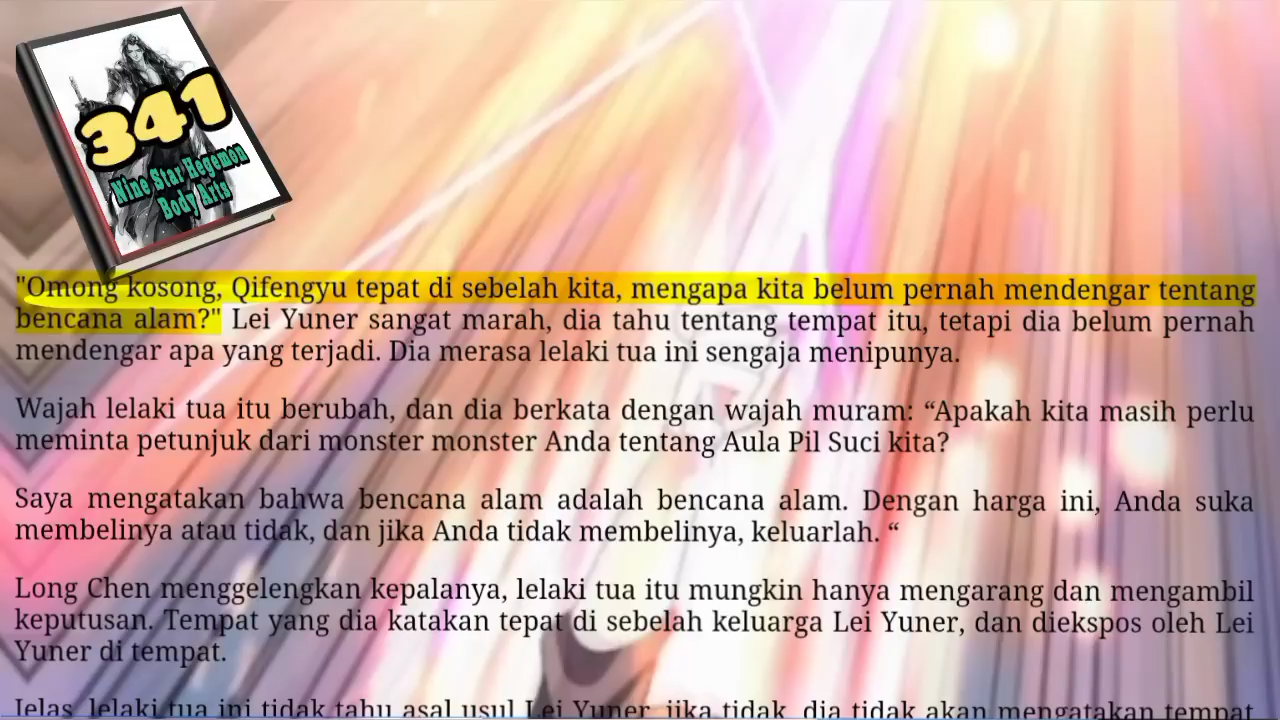 341
Nine Star Hegemon
Body Arts
"Omong kosong, Qifengyu tepat di sebelah kita, mengapa kita belum pernah mendengar tentang
bencana alam?" Lei Yuner sangat marah, dia tahu tentang tempat itu, tetapi dia belum pernah
mendengar apa yang terjadi. Dia merasa lelaki tua ini sengaja menipunya.
Wajah lelaki tua itu berubah, dan dia berkata dengan wajah muram: “Apakah kita masih perlu
meminta petunjuk dari monster monster Anda tentang Aula Pil Suci kita?
Saya mengatakan bahwa bencana alam adalah bencana alam. Dengan harga ini, Anda suka
membelinya atau tidak, dan jika Anda tidak membelinya, keluarlah. “
Long Chen menggelengkan kepalanya, lelaki tua itu mungkin hanya mengarang dan mengambil
keputusan. Tempat yang dia katakan tepat di sebelah keluarga Lei Yuner, dan diekspos oleh Lei
Yuner di tempat.
Jelas, lelaki tua ini tidak tahu asal usul Lei Yuner, jika tidak, dia tidak akan mengatakan tempat